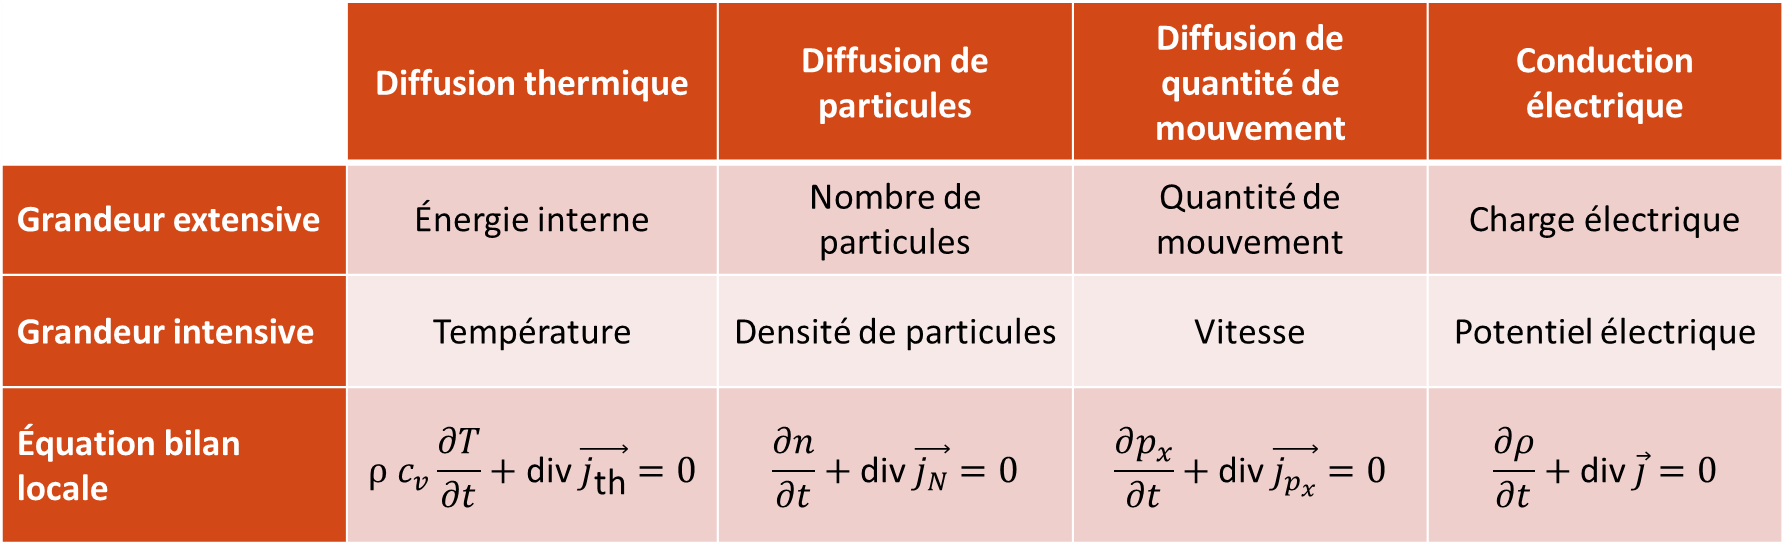 Diffusion thermique
Diffusion de
particules
Diffusion de
quantité de
mouvement
Conduction
électrique
Grandeur extensive
Énergie interne
Nombre de
particules
Quantité de
mouvement
Charge électrique
Grandeur intensive
Température
Densité de particules
Vitesse
Potentiel électrique
Équation bilan
locale
ρ c_v ∂T/∂t + div j⃗_th = 0
∂n/∂t + div j⃗_N = 0
∂p_x/∂t + div j⃗_{p_x} = 0
∂ρ/∂t + div j⃗ = 0